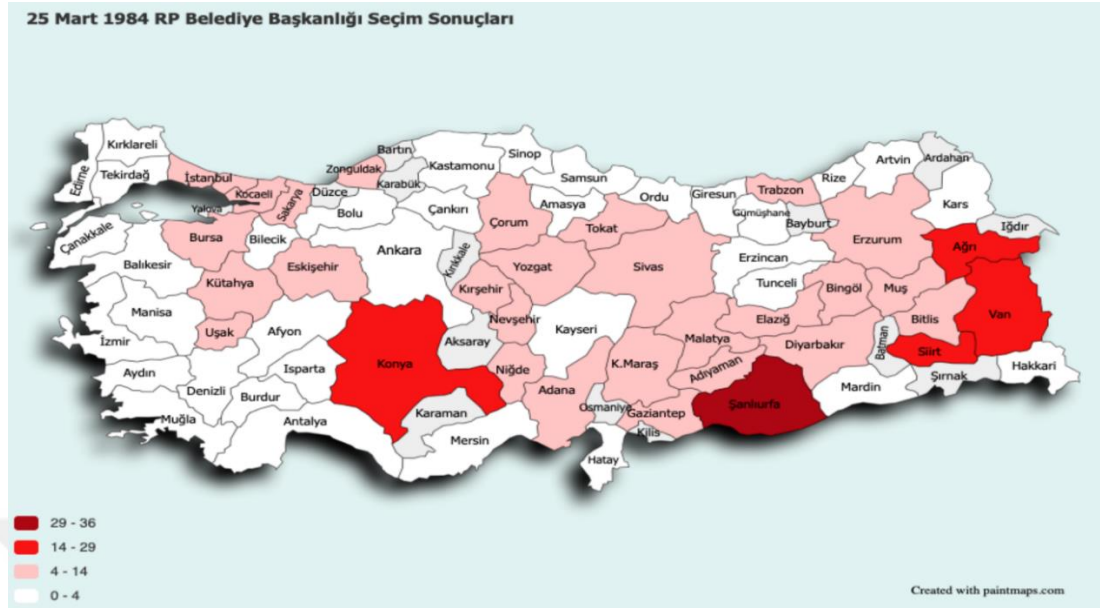 25 Mart 1984 RP Belediye Başkanlığı Seçim Sonuçları
Kırklareli
Edirne
Tekirdağ
İstanbul
Kocaeli
Yalova
Sakarya
Düzce
Zonguldak
Bartın
Karabük
Kastamonu
Sinop
Samsun
Ordu
Giresun
Trabzon
Rize
Artvin
Ardahan
Çanakkale
Bursa
Bilecik
Bolu
Çankırı
Çorum
Amasya
Tokat
Gümüşhane
Bayburt
Kars
Iğdır
Balıkesir
Kütahya
Eskişehir
Ankara
Kırıkkale
Yozgat
Sivas
Erzincan
Erzurum
Ağrı
Manisa
Uşak
Afyon
Kırşehir
Nevşehir
Kayseri
Tunceli
Bingöl
Muş
Bitlis
Van
İzmir
Aydın
Denizli
Isparta
Burdur
Konya
Aksaray
Niğde
Malatya
Elazığ
Diyarbakır
Batman
Siirt
Muğla
Antalya
Karaman
Mersin
Adana
K.Maraş
Adıyaman
Osmaniye
Gaziantep
Kilis
Şanlıurfa
Mardin
Şırnak
Hakkari
Hatay
29 - 36
14 - 29
4 - 14
0 - 4
Created with paintmaps.com